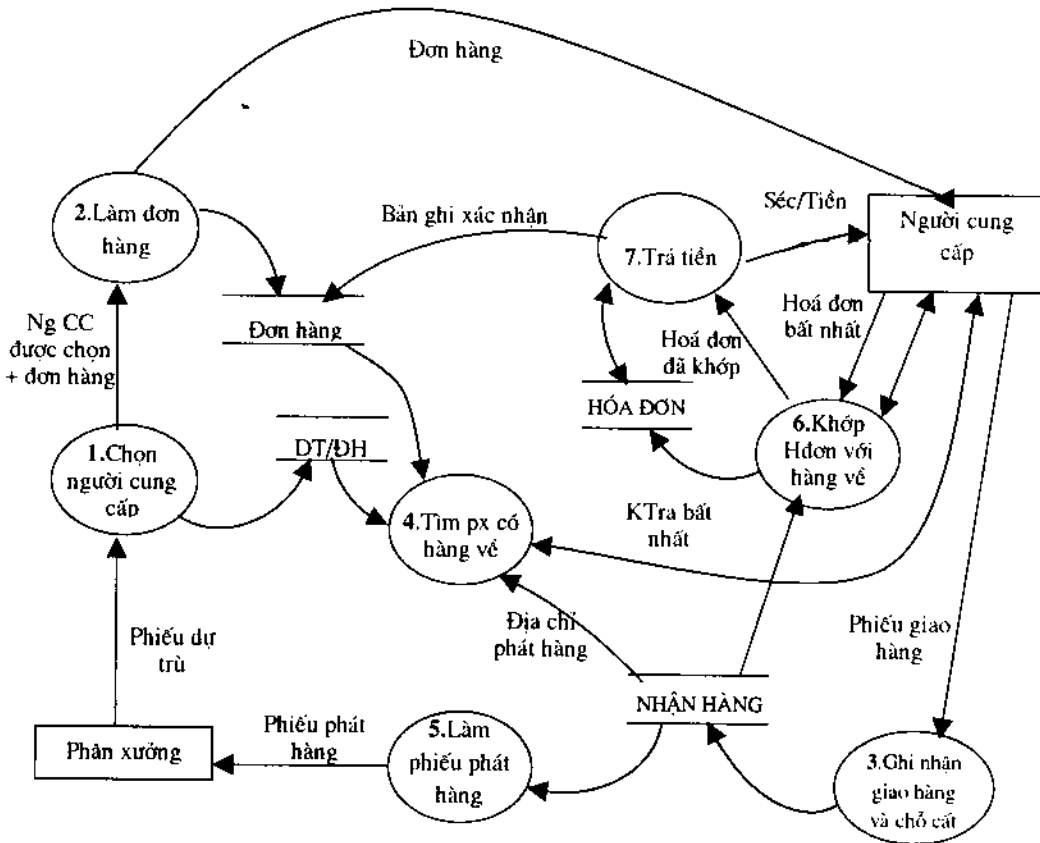 Đơn hàng
2.Làm đơn
hàng
Bản ghi xác nhận
7.Trả tiền
Séc/Tiền
Người cung
cấp
Ng CC
được chọn
+ đơn hàng
Đơn hàng
Hoá đơn
đã khớp
Hoá đơn
bất nhất
HÓA ĐƠN
1.Chọn
người cung
cấp
DT/ĐH
6.Khớp
Hđơn với
hàng về
4.Tìm px có
hàng về
KTra bất
nhất
Phiếu dự
trù
Địa chỉ
phát hàng
Phiếu giao
hàng
NHẬN HÀNG
Phân xưởng
Phiếu phát
hàng
5.Làm
phiếu phát
hàng
3.Ghi nhận
giao hàng
và chỗ cất